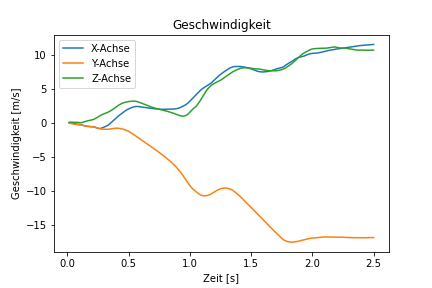 Geschwindigkeit
Geschwindigkeit [m/s]
10
5
0
−5
−10
−15
X-Achse
Y-Achse
Z-Achse
0.0 0.5 1.0 1.5 2.0 2.5
Zeit [s]